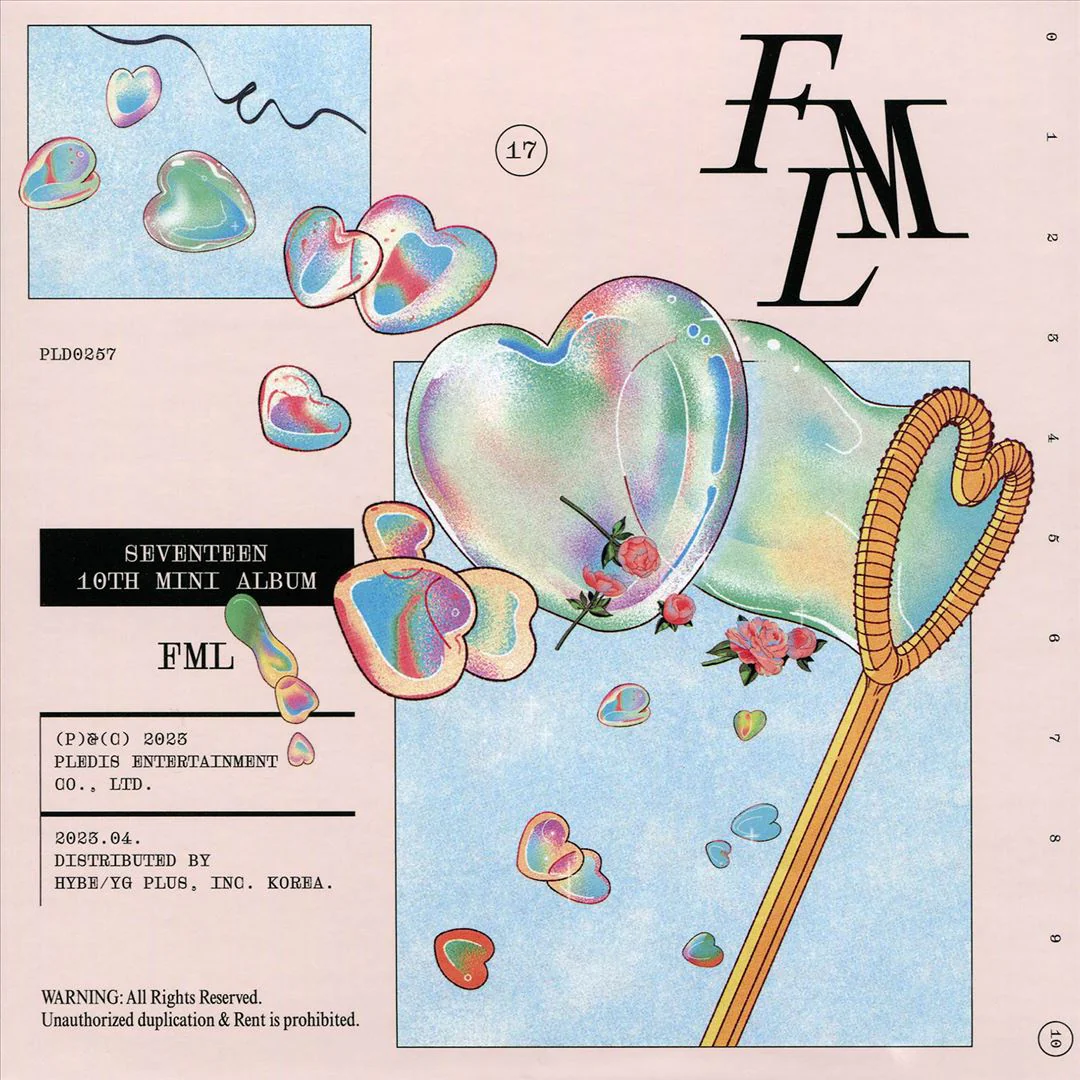 17
FML
PLD0257
SEVENTEEN
10TH MINI ALBUM
FML
(P)&(C) 2023
PLEDIS ENTERTAINMENT
CO., LTD.
2023.04.
DISTRIBUTED BY
HYBE/YG PLUS, INC. KOREA.
WARNING: All Rights Reserved.
Unauthorized duplication & Rent is prohibited.
0
1
2
3
4
5
6
7
8
9
10